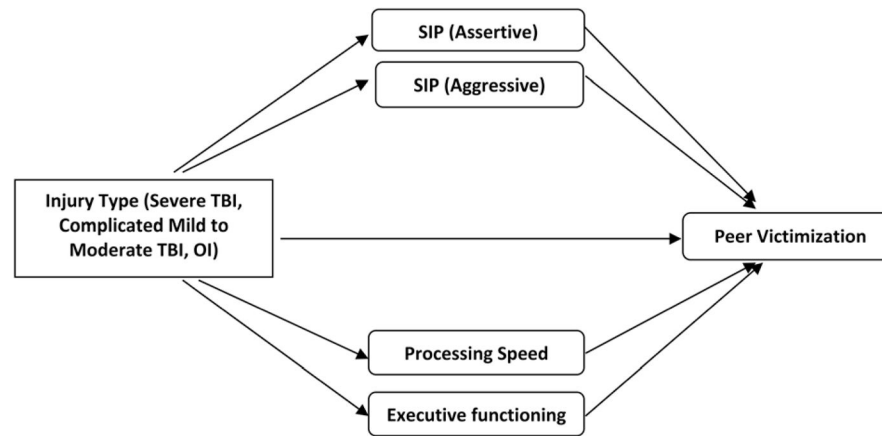 SIP (Assertive)
SIP (Aggressive)
Injury Type (Severe TBI,
Complicated Mild to
Moderate TBI, OI)
Peer Victimization
Processing Speed
Executive functioning